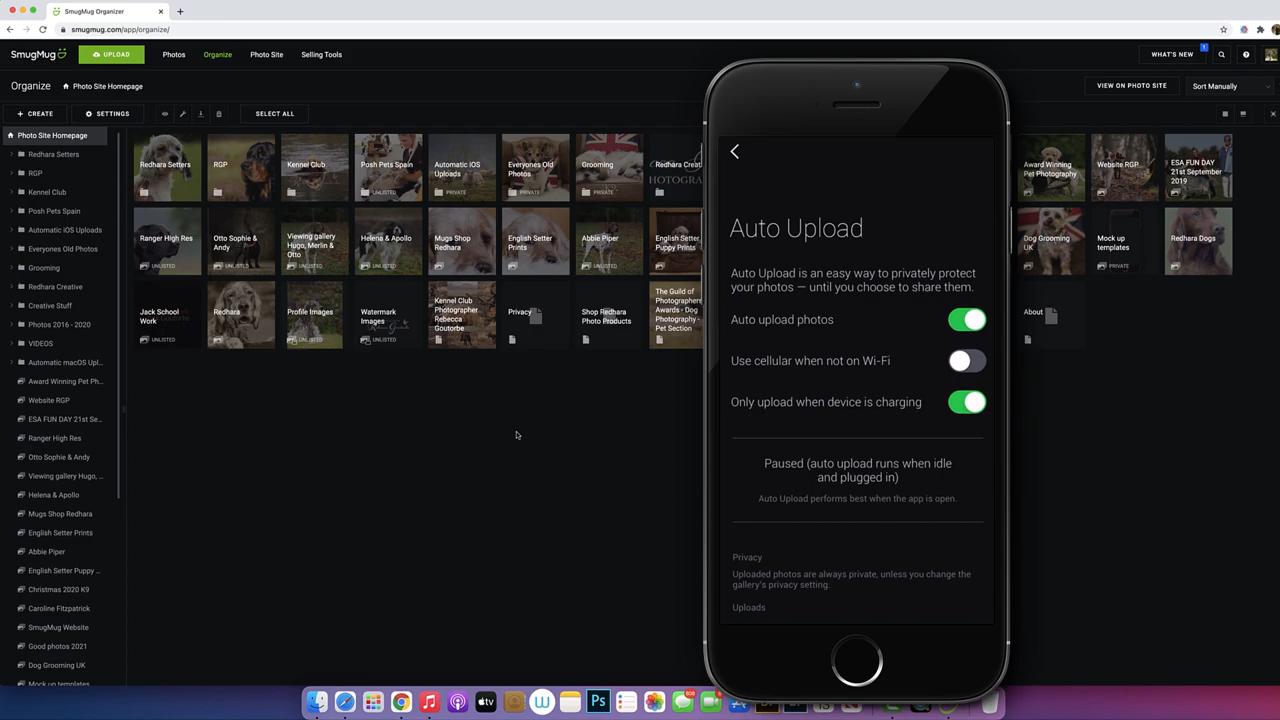 SmugMug Organizer
smugmug.com/app/organize/
SmugMug
UPLOAD
Photos
Organize
Photo Site
Selling Tools
WHAT'S NEW
1
Organize
Photo Site Homepage
VIEW ON PHOTO SITE
Sort Manually
CREATE
SETTINGS
SELECT ALL
Photo Site Homepage
Redhara Setters
RGP
Kennel Club
Posh Pets Spain
Automatic iOS Uploads
Everyones Old Photos
Grooming
Redhara Creative
Creative Stuff
Photos 2016 - 2020
VIDEOS
Automatic macOS Upl...
Award Winning Pet Ph...
Website RGP
ESA FUN DAY 21st Se...
Ranger High Res
Otto Sophie & Andy
Viewing gallery Hugo, ...
Helena & Apollo
Mugs Shop Redhara
English Setter Prints
Abbie Piper
English Setter Puppy ...
Christmas 2020 K9
Caroline Fitzpatrick
SmugMug Website
Good photos 2021
Dog Grooming UK
Mock up templates
Redhara Setters
RGP
Kennel Club
Posh Pets Spain
UNLISTED
Automatic iOS
Uploads
PRIVATE
Everyones Old
Photos
PRIVATE
Grooming
PRIVATE
Redhara Creat
Award Winning
Pet Photography
Website RGP
ESA FUN DAY
21st September
2019
Ranger High Res
UNLISTED
Otto Sophie &
Andy
UNLISTED
Viewing gallery
Hugo, Merlin &
Otto
UNLISTED
Helena & Apollo
UNLISTED
Mugs Shop
Redhara
English Setter
Prints
Abbie Piper
UNLISTED
English Setter
Puppy Prints
Dog Grooming
UK
UNLISTED
Mock up
templates
PRIVATE
Redhara Dogs
Jack School
Work
UNLISTED
Redhara
Profile Images
UNLISTED
Watermark
Images
UNLISTED
Kennel Club
Photographer
Rebecca
Goutorbe
Privacy
Shop Redhara
Photo Products
The Guild of
Photographer
Awards - Dog
Photography -
Pet Section
About
Auto Upload
Auto Upload is an easy way to privately protect
your photos — until you choose to share them.
Auto upload photos
Use cellular when not on Wi-Fi
Only upload when device is charging
Paused (auto upload runs when idle
and plugged in)
Auto Upload performs best when the app is open.
Privacy
Uploaded photos are always private, unless you change the
gallery's privacy setting.
Uploads
tv
W
Ps